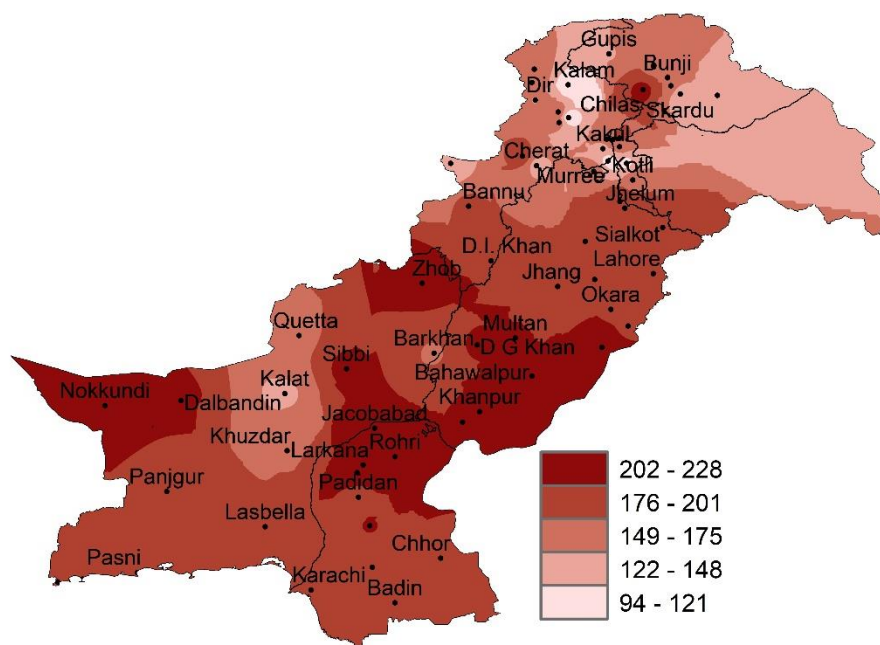 Gupis
Bunji
Kalam
Dir
Chilas
Skardu
Kakul
Cherat
Kotli
Murree
Bannu
Jhelum
Sialkot
D.I. Khan
Lahore
Zhob
Jhang
Okara
Quetta
Multan
Barkhan
D G Khan
Sibbi
Bahawalpur
Nokkundi
Kalat
Dalbandin
Khanpur
Jacobabad
Khuzdar
Rohri
Larkana
Panjgur
Padidan
Lasbella
Pasni
Chhor
Karachi
Badin
202 - 228
176 - 201
149 - 175
122 - 148
94 - 121